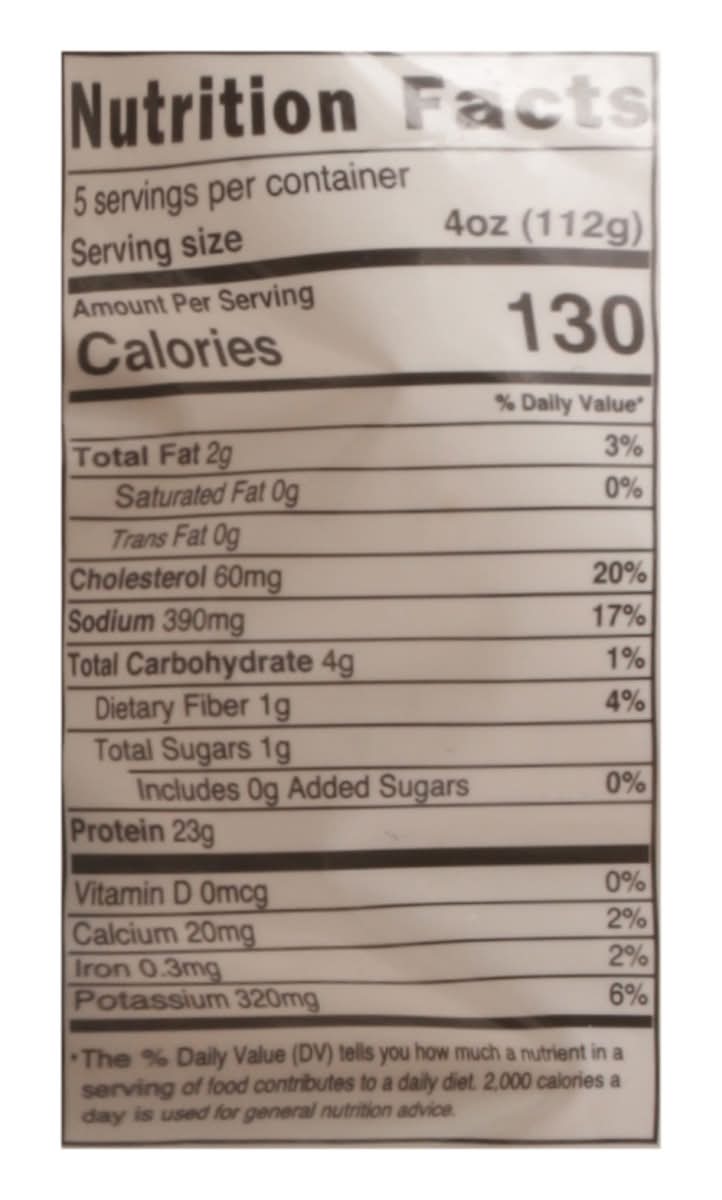 Nutrition Facts
5 servings per container
Serving size 4oz (112g)
Amount Per Serving
Calories 130
% Daily Value*
Total Fat 2g 3%
Saturated Fat 0g 0%
Trans Fat 0g
Cholesterol 60mg 20%
Sodium 390mg 17%
Total Carbohydrate 4g 1%
Dietary Fiber 1g 4%
Total Sugars 1g
Includes 0g Added Sugars 0%
Protein 23g
Vitamin D 0mcg 0%
Calcium 20mg 2%
Iron 0.3mg 2%
Potassium 320mg 6%
*The % Daily Value (DV) tells you how much a nutrient in a
serving of food contributes to a daily diet. 2,000 calories a
day is used for general nutrition advice.